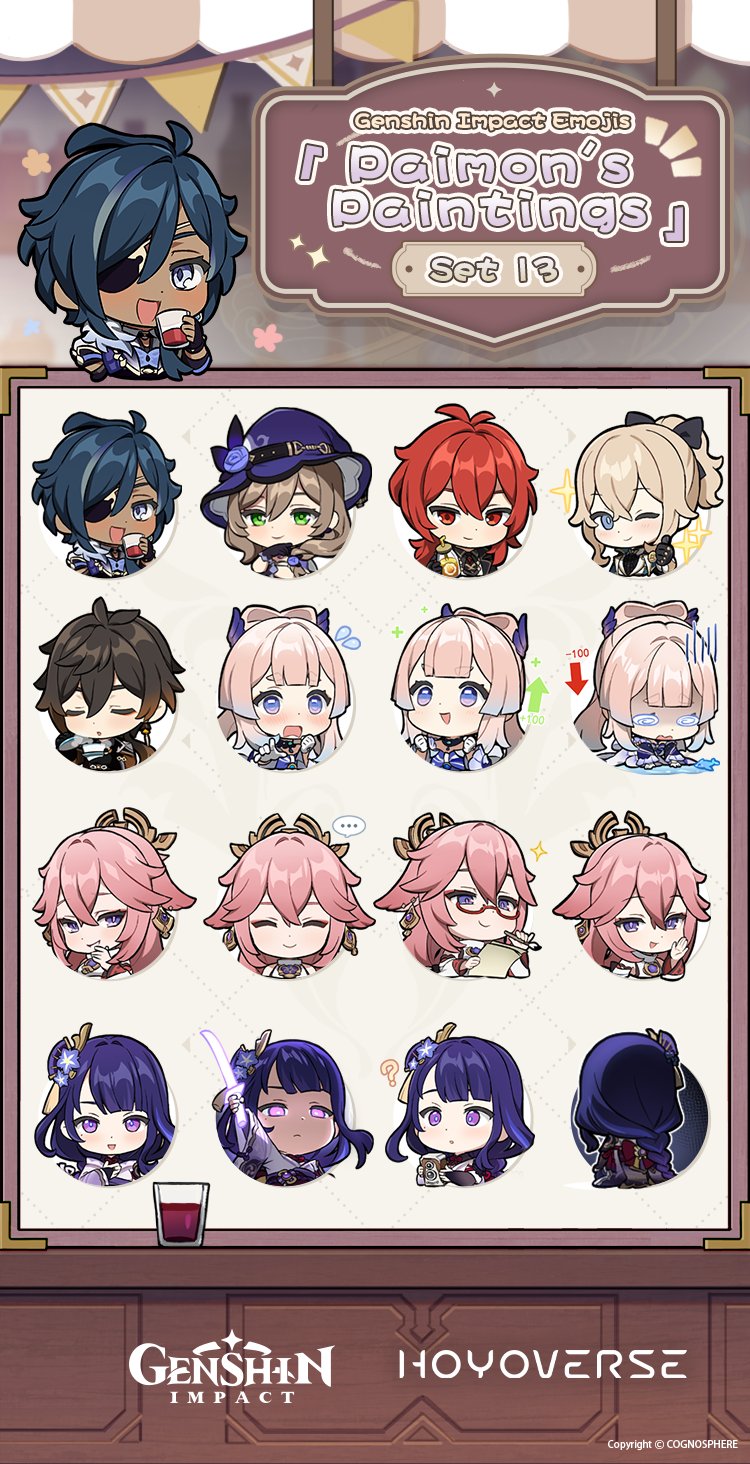 Genshin Impact Emojis
「Paimon's
Paintings」
Set 13
-100
+100
...
?
GENSHIN
IMPACT
HOYOVERSE
Copyright © COGNOSPHERE